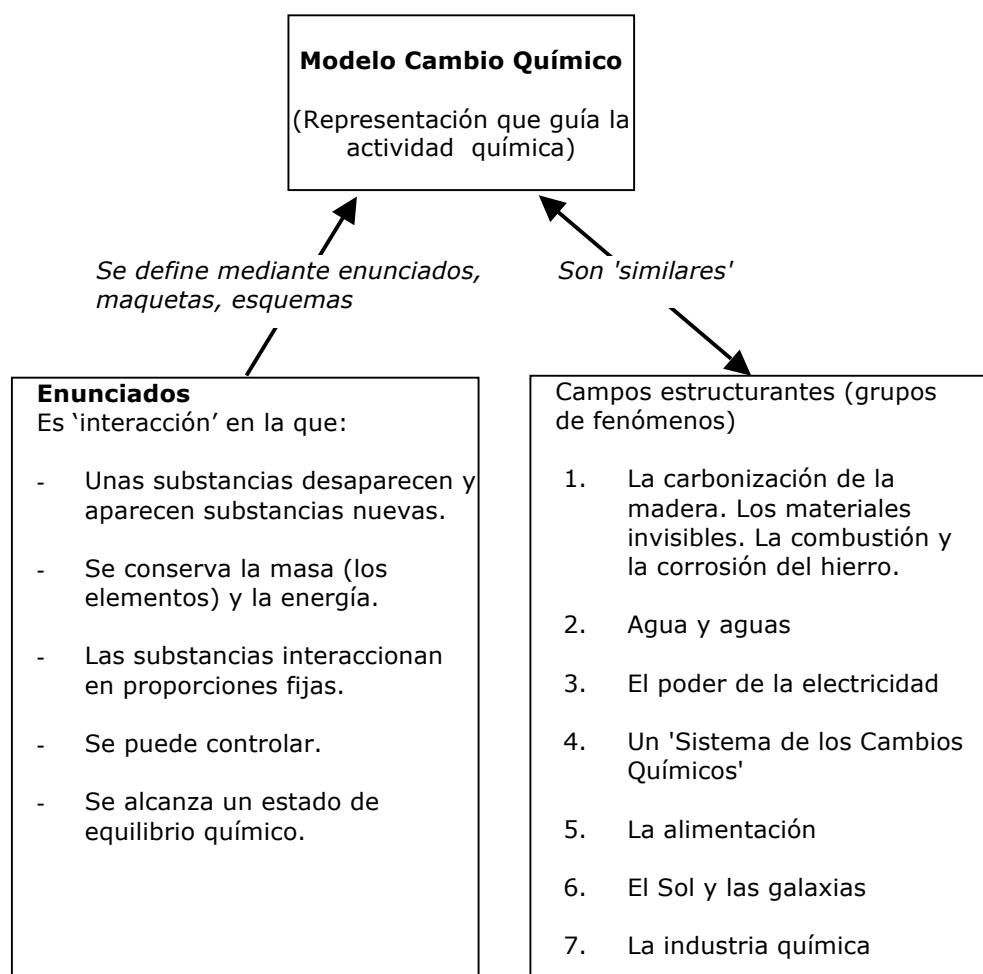 Modelo Cambio Químico
(Representación que guía la
actividad química)
Se define mediante enunciados,
maquetas, esquemas
Son 'similares'
Enunciados
Es ‘interacción’ en la que:
- Unas substancias desaparecen y
aparecen substancias nuevas.
- Se conserva la masa (los
elementos) y la energía.
- Las substancias interaccionan
en proporciones fijas.
- Se puede controlar.
- Se alcanza un estado de
equilibrio químico.
Campos estructurantes (grupos
de fenómenos)
1. La carbonización de la
madera. Los materiales
invisibles. La combustión y
la corrosión del hierro.
2. Agua y aguas
3. El poder de la electricidad
4. Un 'Sistema de los Cambios
Químicos'
5. La alimentación
6. El Sol y las galaxias
7. La industria química